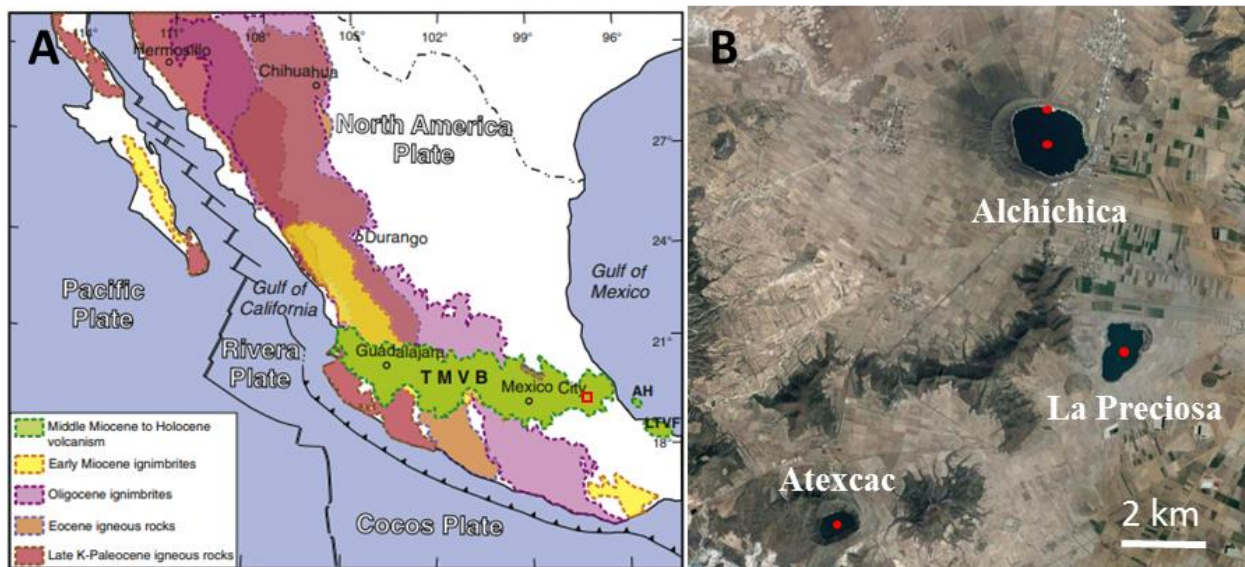 A
114° 111° 108° 105° 102° 99° 96°
Hermosillo
Chihuahua
North America
Plate
27°
Durango
24°
Gulf of
Mexico
Pacific
Plate
Gulf of
California
Rivera
Plate
21°
Guadalajara
T M V B
Mexico City
AH
LTVF
18°
Cocos Plate
Middle Miocene to Holocene
volcanism
Early Miocene ignimbrites
Oligocene ignimbrites
Eocene igneous rocks
Late K-Paleocene igneous rocks
B
Alchichica
La Preciosa
Atexcac
2 km